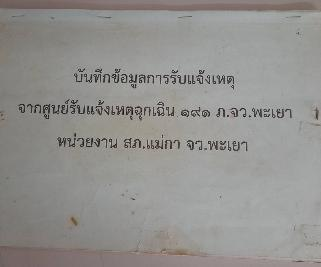 บันทึกข้อมูลการรับแจ้งเหตุ
จากศูนย์รับแจ้งเหตุฉุกเฉิน ๑๙๑ ภ.จว.พะเยา
หน่วยงาน สภ.แม่กา จว.พะเยา